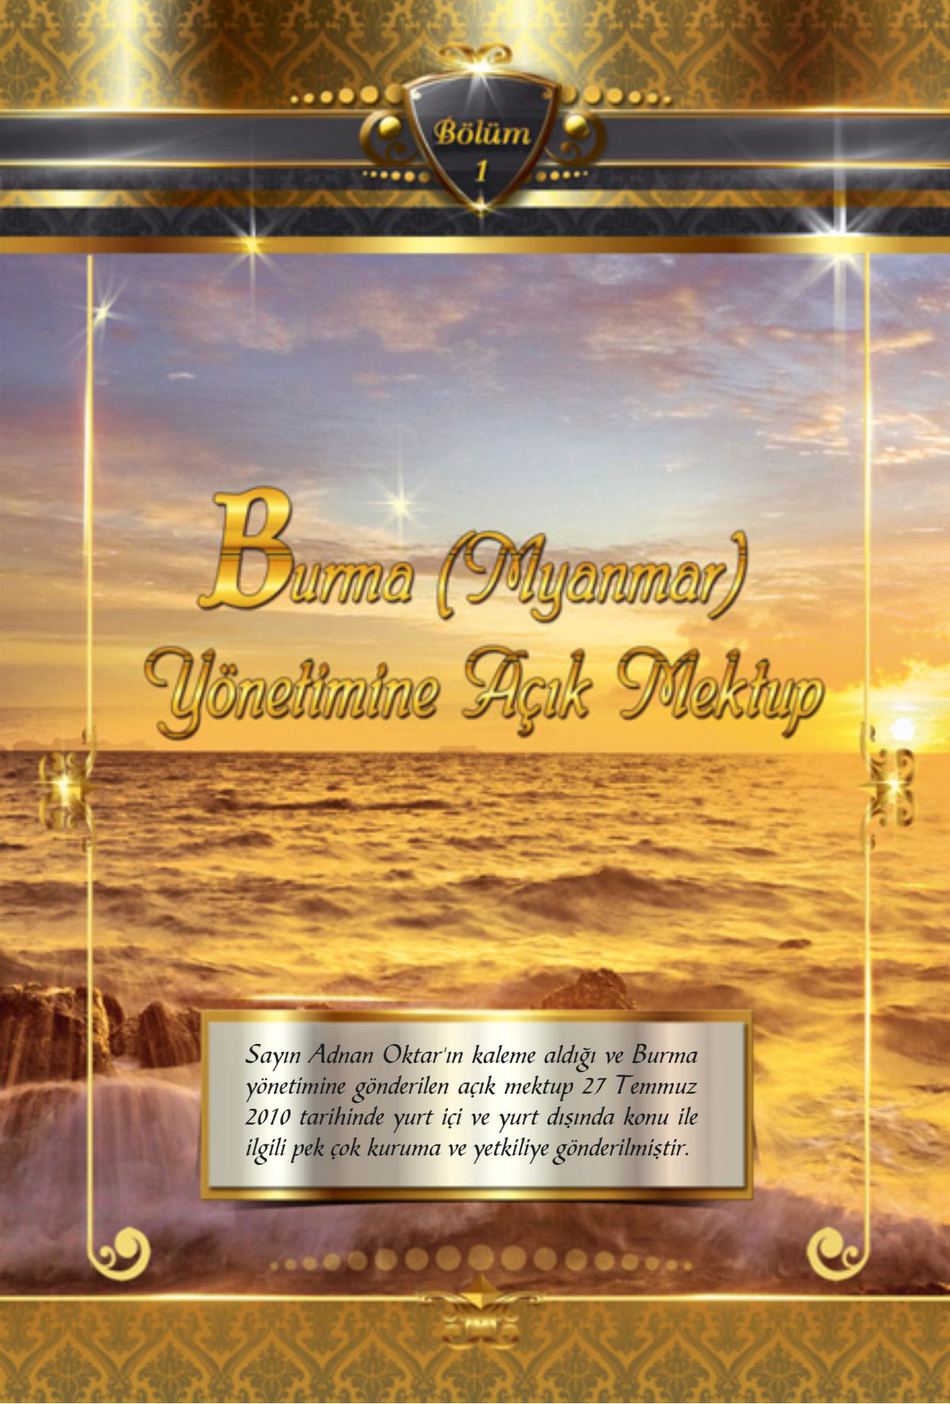 Bölüm
1
Burma (Myanmar)
Yönetimine Açık Mektup
Sayın Adnan Oktar'ın kaleme aldığı ve Burma
yönetimine gönderilen açık mektup 27 Temmuz
2010 tarihinde yurt içi ve yurt dışında konu ile
ilgili pek çok kuruma ve yetkiliye gönderilmiştir.